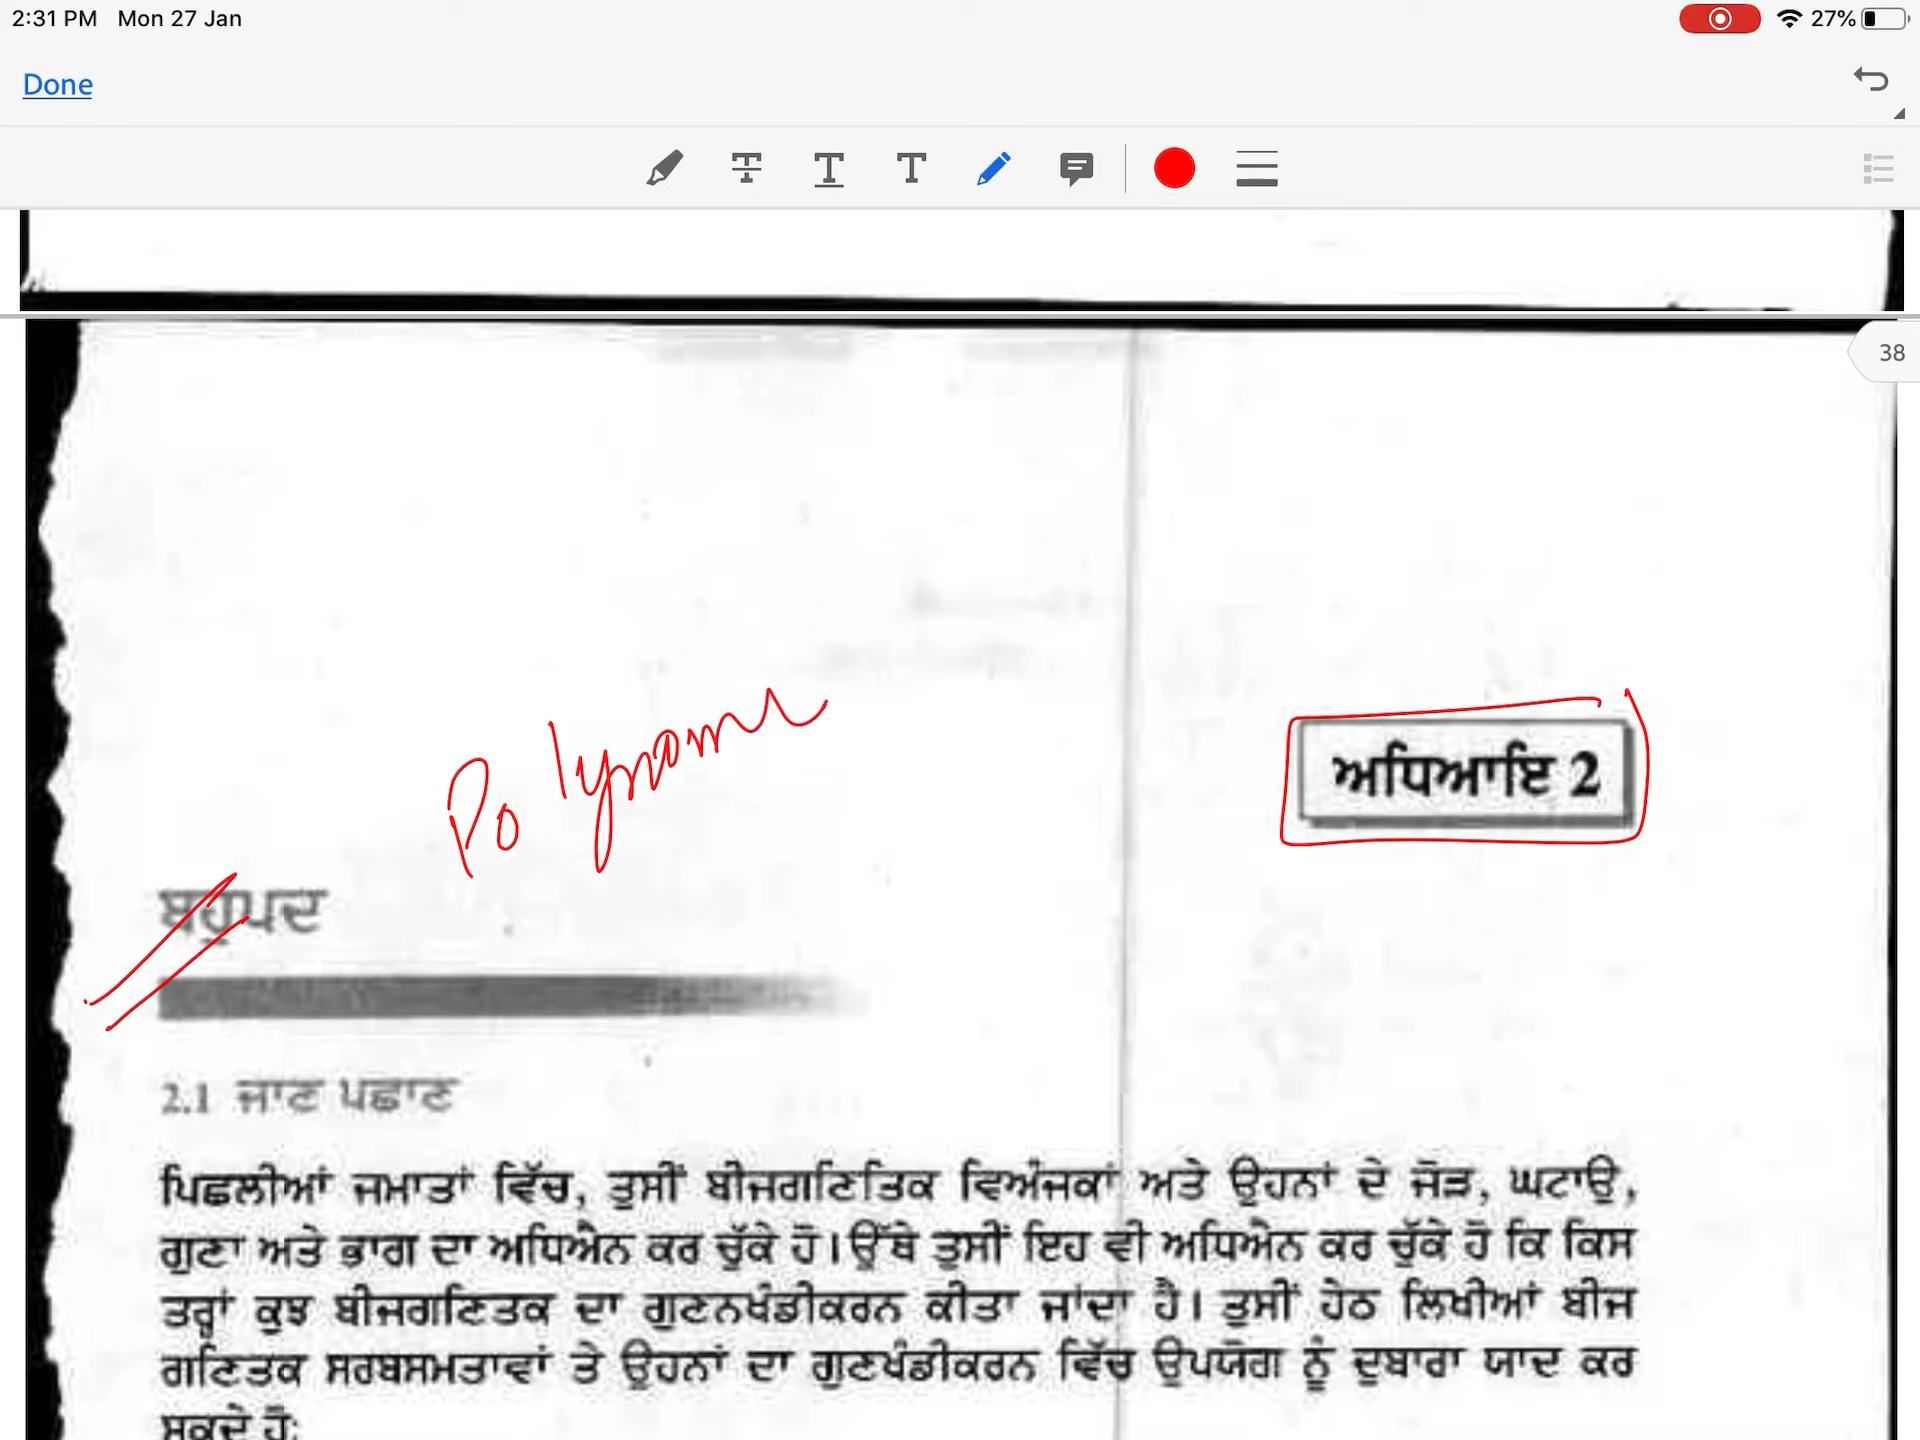 2:31 PM Mon 27 Jan
27%
Done
38
Po lynom
ਅਧਿਆਇ 2
ਬਹੁਪਦ
2.1 ਜਾਣ ਪਛਾਣ
ਪਿਛਲੀਆਂ ਜਮਾਤਾਂ ਵਿੱਚ, ਤੁਸੀਂ ਬੀਜਗਣਿਤਿਕ ਵਿਅੰਜਕਾਂ ਅਤੇ ਉਹਨਾਂ ਦੇ ਜੋੜ, ਘਟਾਉ,
ਗੁਣਾ ਅਤੇ ਭਾਗ ਦਾ ਅਧਿਐਨ ਕਰ ਚੁੱਕੇ ਹੋ। ਉੱਥੇ ਤੁਸੀਂ ਇਹ ਵੀ ਅਧਿਐਨ ਕਰ ਚੁੱਕੇ ਹੋ ਕਿ ਕਿਸ
ਤਰ੍ਹਾਂ ਕੁਝ ਬੀਜਗਣਿਤਕ ਦਾ ਗੁਣਨਖੰਡੀਕਰਨ ਕੀਤਾ ਜਾਂਦਾ ਹੈ। ਤੁਸੀਂ ਹੇਠ ਲਿਖੀਆਂ ਬੀਜ
ਗਣਿਤਕ ਸਰਬਸਮਤਾਵਾਂ ਤੇ ਉਹਨਾਂ ਦਾ ਗੁਣਖੰਡੀਕਰਨ ਵਿੱਚ ਉਪਯੋਗ ਨੂੰ ਦੁਬਾਰਾ ਯਾਦ ਕਰ
ਸਕਦੇ ਹੋ: